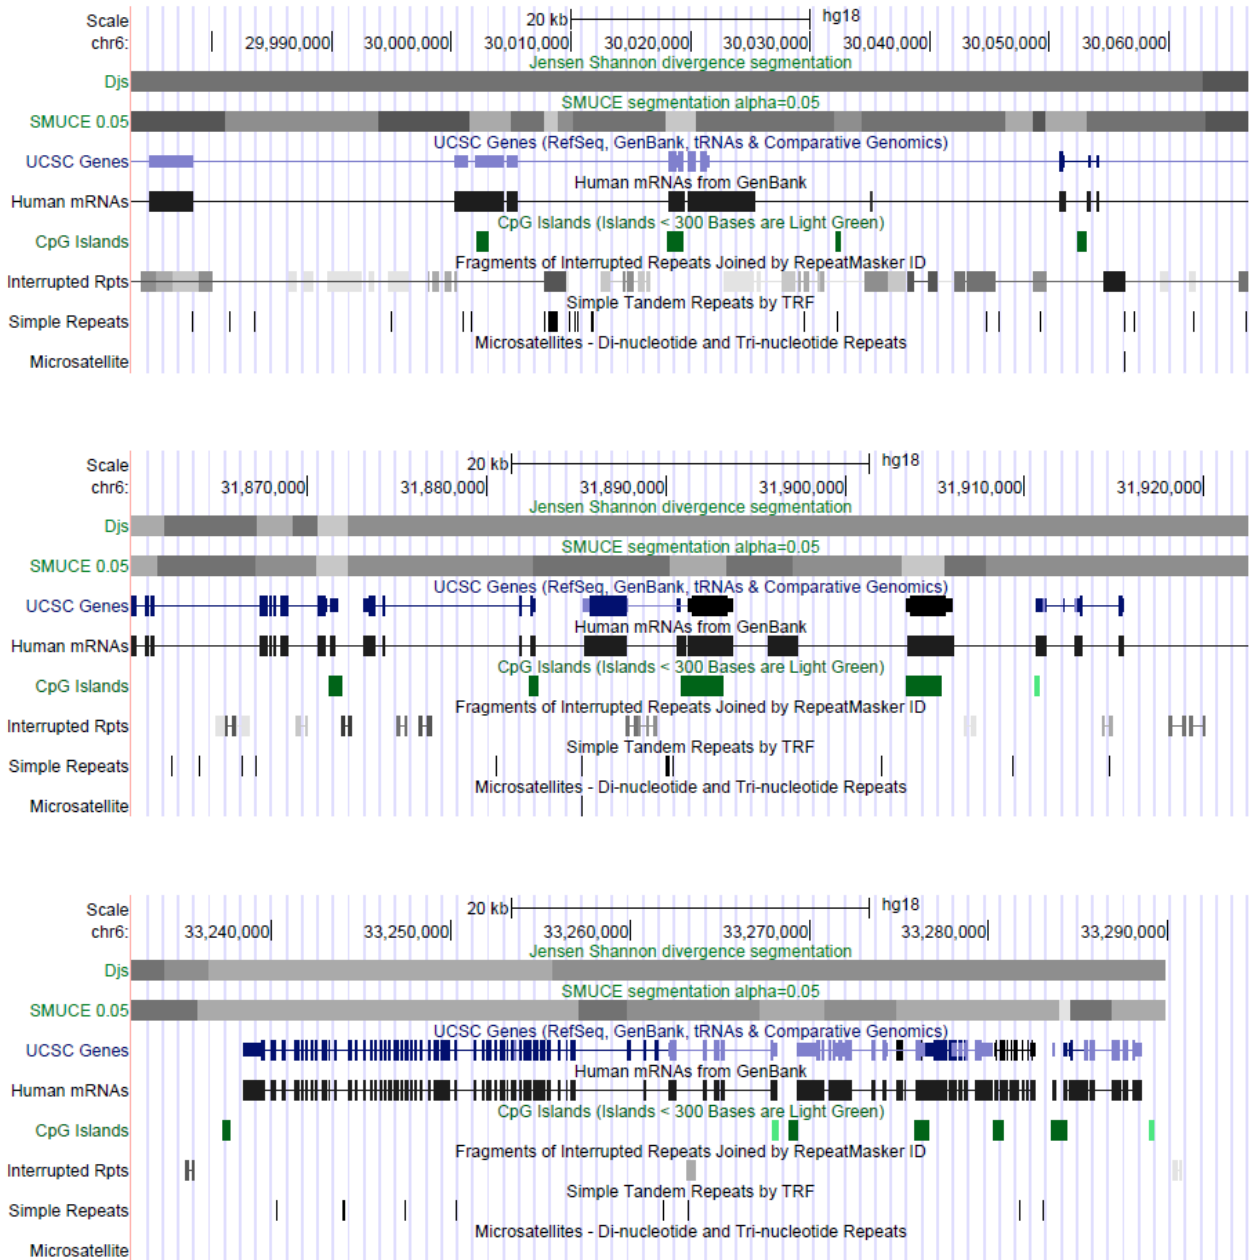 Scale 20 kb hg18
chr6: 29,990,000 30,000,000 30,010,000 30,020,000 30,030,000 30,040,000 30,050,000 30,060,000
Jensen Shannon divergence segmentation
Djs
SMUCE segmentation alpha=0.05
SMUCE 0.05
UCSC Genes (RefSeq, GenBank, tRNAs & Comparative Genomics)
UCSC Genes
Human mRNAs from GenBank
Human mRNAs
CpG Islands (Islands < 300 Bases are Light Green)
CpG Islands
Fragments of Interrupted Repeats Joined by RepeatMasker ID
Interrupted Rpts
Simple Tandem Repeats by TRF
Simple Repeats
Microsatellites - Di-nucleotide and Tri-nucleotide Repeats
Microsatellite
Scale 20 kb hg18
chr6: 31,870,000 31,880,000 31,890,000 31,900,000 31,910,000 31,920,000
Jensen Shannon divergence segmentation
Djs
SMUCE segmentation alpha=0.05
SMUCE 0.05
UCSC Genes (RefSeq, GenBank, tRNAs & Comparative Genomics)
UCSC Genes
Human mRNAs from GenBank
Human mRNAs
CpG Islands (Islands < 300 Bases are Light Green)
CpG Islands
Fragments of Interrupted Repeats Joined by RepeatMasker ID
Interrupted Rpts
Simple Tandem Repeats by TRF
Simple Repeats
Microsatellites - Di-nucleotide and Tri-nucleotide Repeats
Microsatellite
Scale 20 kb hg18
chr6: 33,240,000 33,250,000 33,260,000 33,270,000 33,280,000 33,290,000
Jensen Shannon divergence segmentation
Djs
SMUCE segmentation alpha=0.05
SMUCE 0.05
UCSC Genes (RefSeq, GenBank, tRNAs & Comparative Genomics)
UCSC Genes
Human mRNAs from GenBank
Human mRNAs
CpG Islands (Islands < 300 Bases are Light Green)
CpG Islands
Fragments of Interrupted Repeats Joined by RepeatMasker ID
Interrupted Rpts
Simple Tandem Repeats by TRF
Simple Repeats
Microsatellites - Di-nucleotide and Tri-nucleotide Repeats
Microsatellite